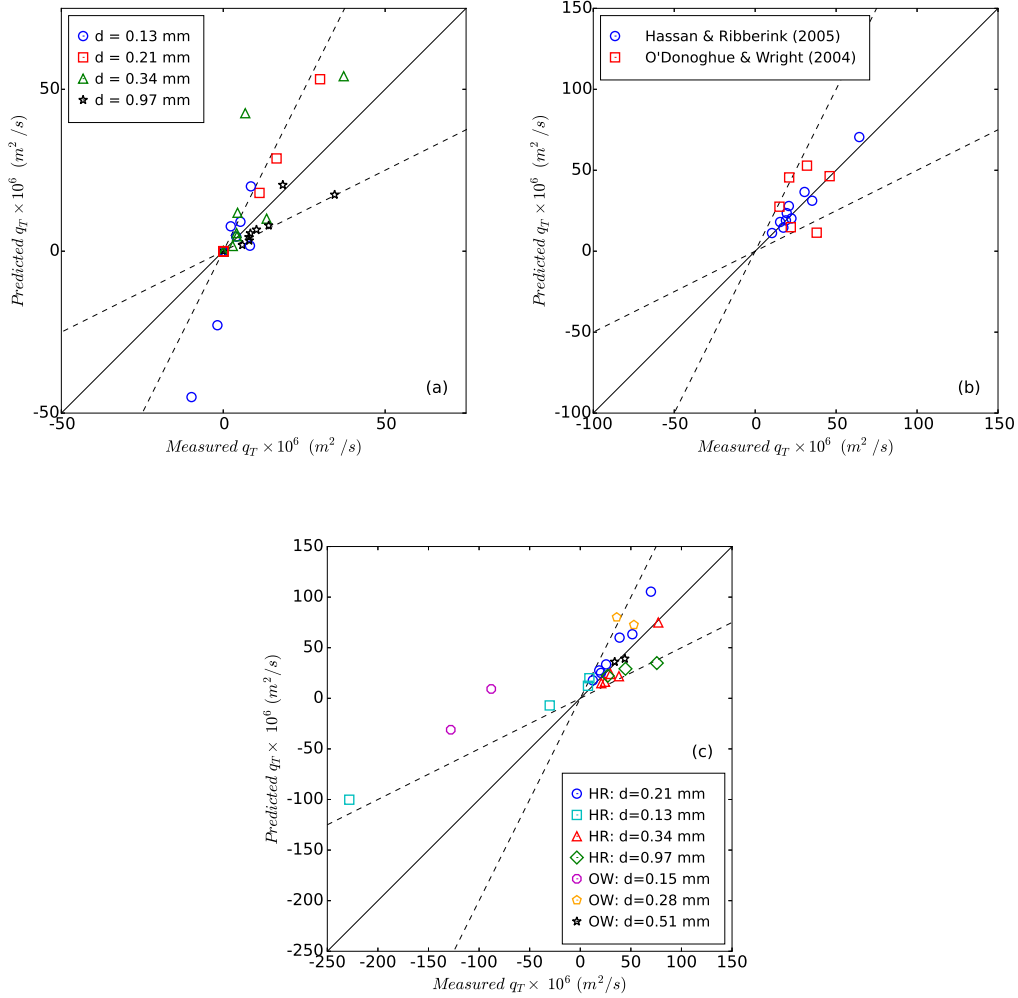 d = 0.13 mm
d = 0.21 mm
d = 0.34 mm
d = 0.97 mm
50
0
-50
-50 0 50
Predicted q_T × 10^6 (m^2/s)
Measured q_T × 10^6 (m^2/s)
(a)
Hassan & Ribberink (2005)
O'Donoghue & Wright (2004)
150
100
50
0
-50
-100
-100 -50 0 50 100 150
Predicted q_T × 10^6 (m^2/s)
Measured q_T × 10^6 (m^2/s)
(b)
150
100
50
0
-50
-100
-150
-200
-250
-250 -200 -150 -100 -50 0 50 100 150
Predicted q_T × 10^6 (m^2/s)
Measured q_T × 10^6 (m^2/s)
(c)
HR: d=0.21 mm
HR: d=0.13 mm
HR: d=0.34 mm
HR: d=0.97 mm
OW: d=0.15 mm
OW: d=0.28 mm
OW: d=0.51 mm